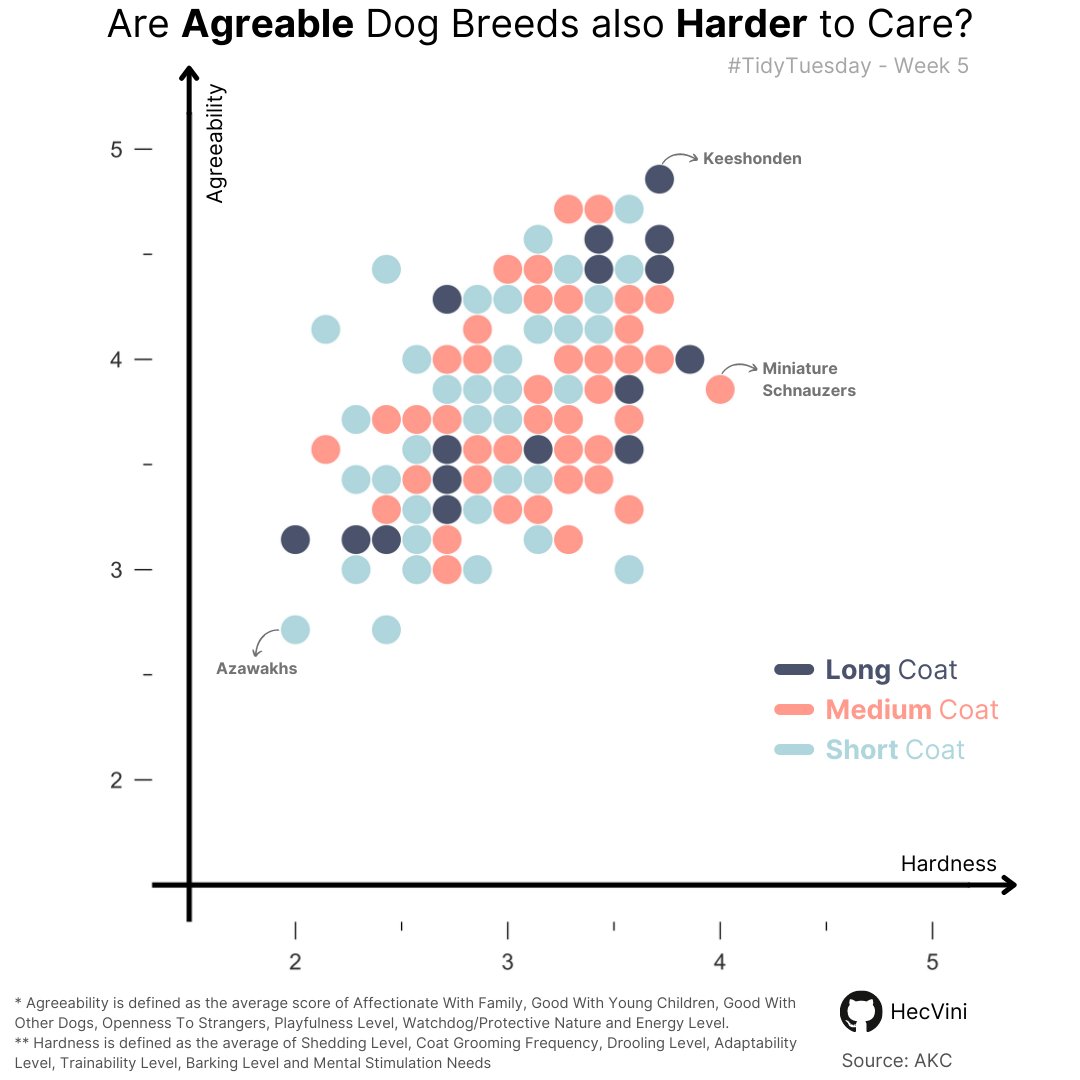 Are Agreable Dog Breeds also Harder to Care?
#TidyTuesday - Week 5
Agreeability
5
Keeshonden
4
Miniature
Schnauzers
3
Azawakhs
Long Coat
Medium Coat
Short Coat
2
Hardness
2 3 4 5
* Agreeability is defined as the average score of Affectionate With Family, Good With Young Children, Good With
Other Dogs, Openness To Strangers, Playfulness Level, Watchdog/Protective Nature and Energy Level.
** Hardness is defined as the average of Shedding Level, Coat Grooming Frequency, Drooling Level, Adaptability
Level, Trainability Level, Barking Level and Mental Stimulation Needs
HecVini
Source: AKC